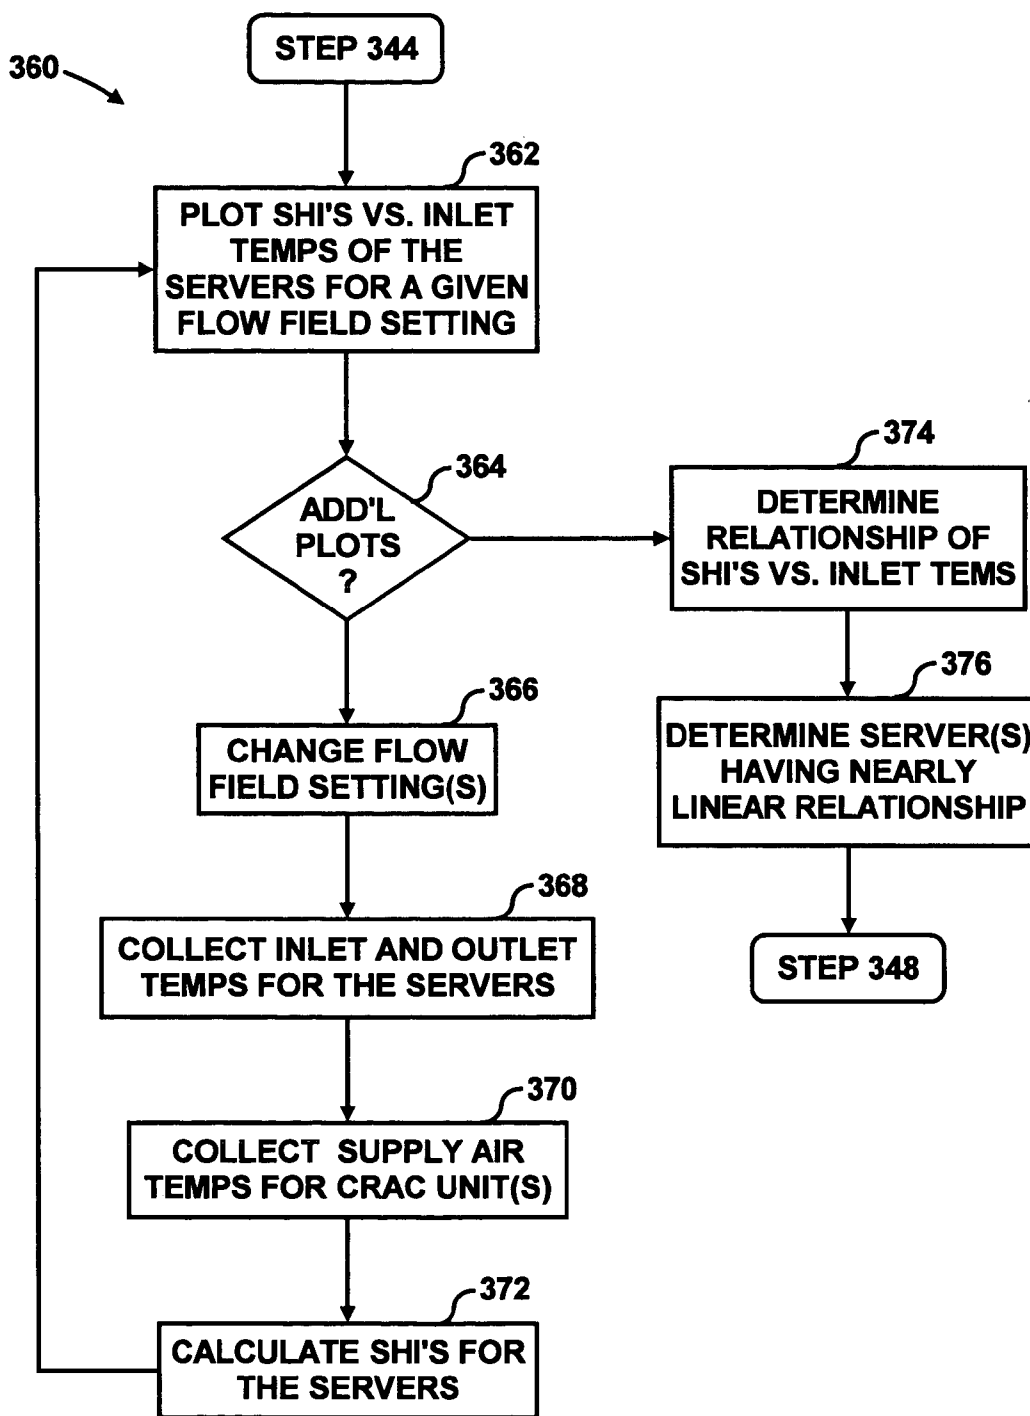 STEP 344
360
362
PLOT SHI'S VS. INLET
TEMPS OF THE
SERVERS FOR A GIVEN
FLOW FIELD SETTING
364
ADD'L
PLOTS
?
374
DETERMINE
RELATIONSHIP OF
SHI'S VS. INLET TEMS
366
CHANGE FLOW
FIELD SETTING(S)
376
DETERMINE SERVER(S)
HAVING NEARLY
LINEAR RELATIONSHIP
368
COLLECT INLET AND OUTLET
TEMPS FOR THE SERVERS
STEP 348
370
COLLECT SUPPLY AIR
TEMPS FOR CRAC UNIT(S)
372
CALCULATE SHI'S FOR
THE SERVERS